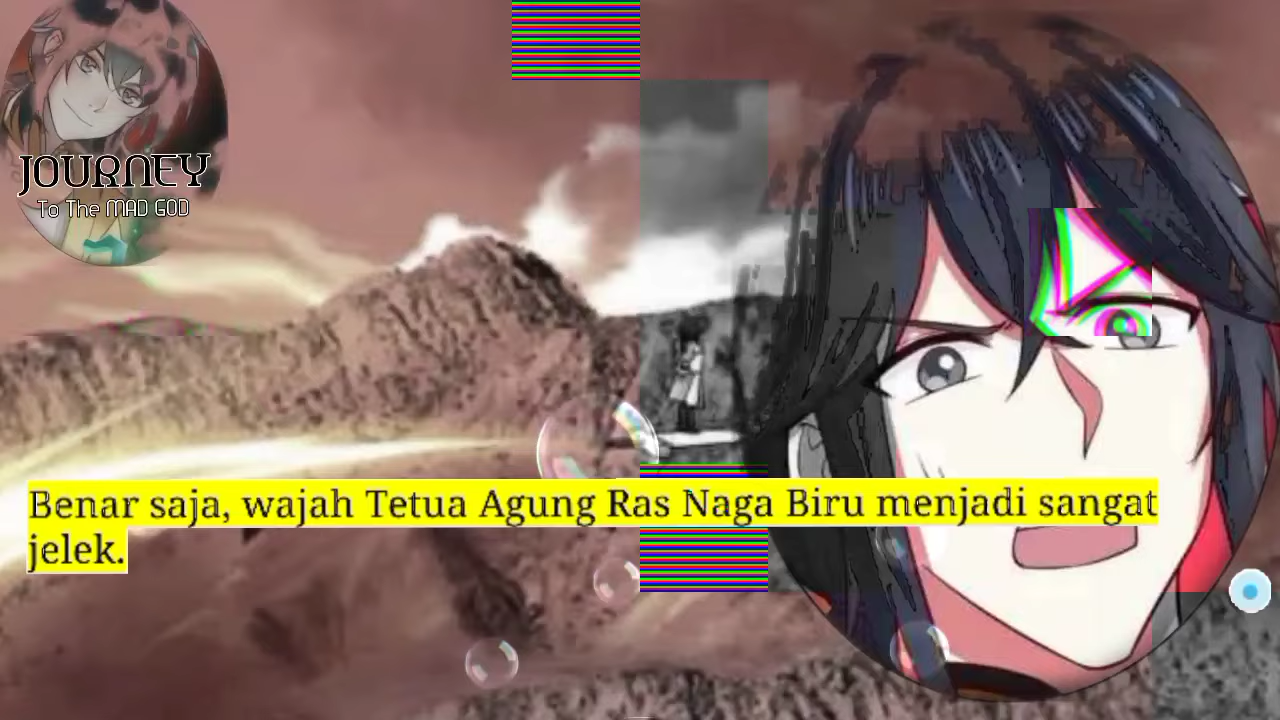 JOURNEY
To The MAD GOD
Benar saja, wajah Tetua Agung Ras Naga Biru menjadi sangat
jelek.